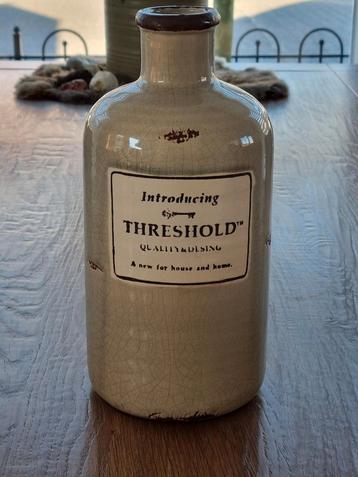 Introducing
THRESHOLD™
QUALITY&DESING
A new for house and home.